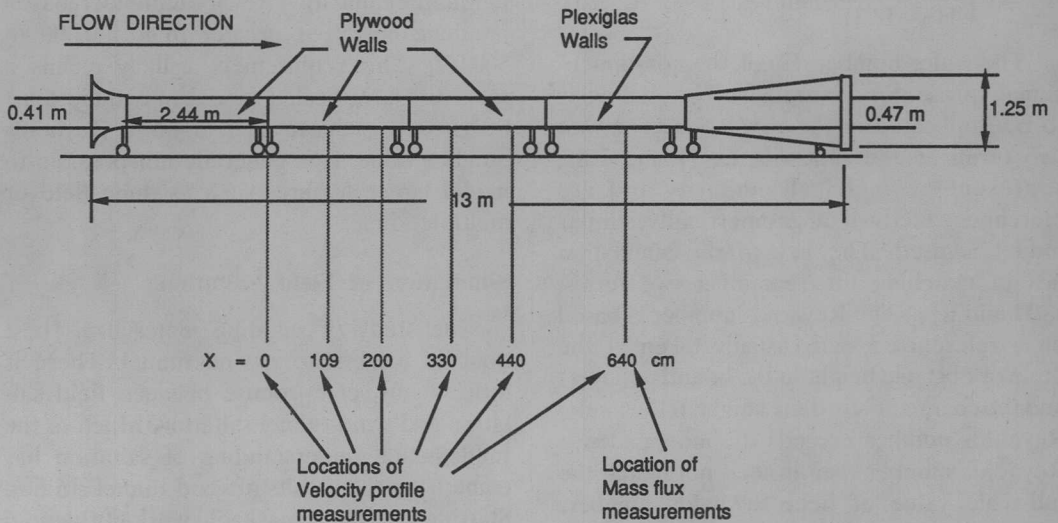 FLOW DIRECTION
Plywood
Walls
Plexiglas
Walls
0.41 m
2.44 m
0.47 m
1.25 m
13 m
X = 0 109 200 330 440 640 cm
Locations of
Velocity profile
measurements
Location of
Mass flux
measurements